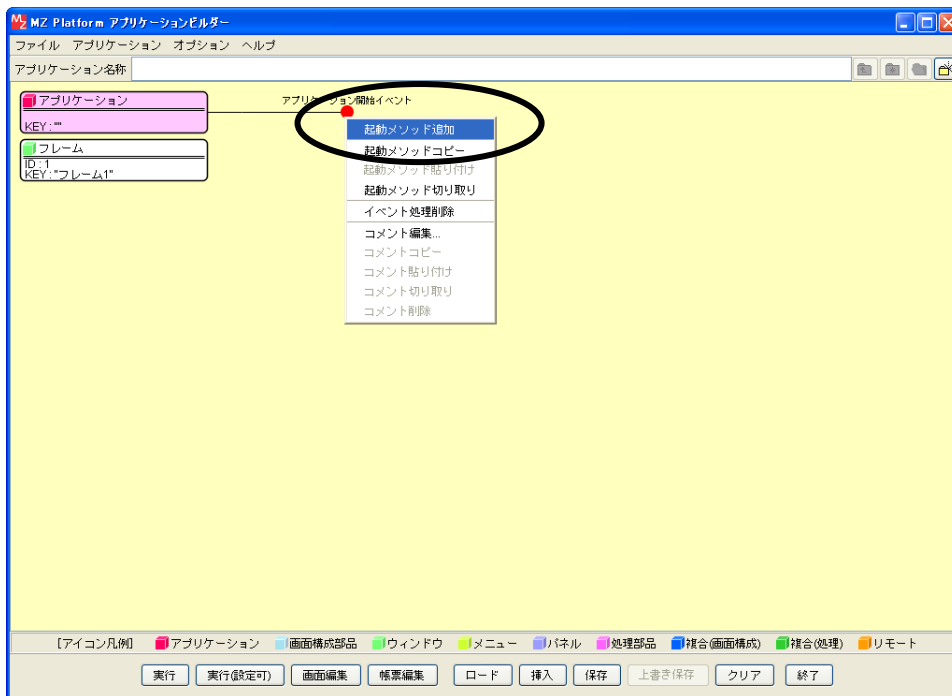 MZ Platform アプリケーションビルダー
ファイル アプリケーション オプション ヘルプ
アプリケーション名称
アプリケーション
KEY:""
アプリケーション開始イベント
フレーム
ID:1
KEY:"フレーム1"
起動メソッド追加
起動メソッドコピー
起動メソッド貼り付け
起動メソッド切り取り
イベント処理削除
コメント編集...
コメントコピー
コメント貼り付け
コメント切り取り
コメント削除
[アイコン凡例] アプリケーション 画面構成部品 ウィンドウ メニュー パネル 処理部品 複合(画面構成) 複合(処理) リモート
実行 実行(設定可) 画面編集 帳票編集 ロード 挿入 保存 上書き保存 クリア 終了